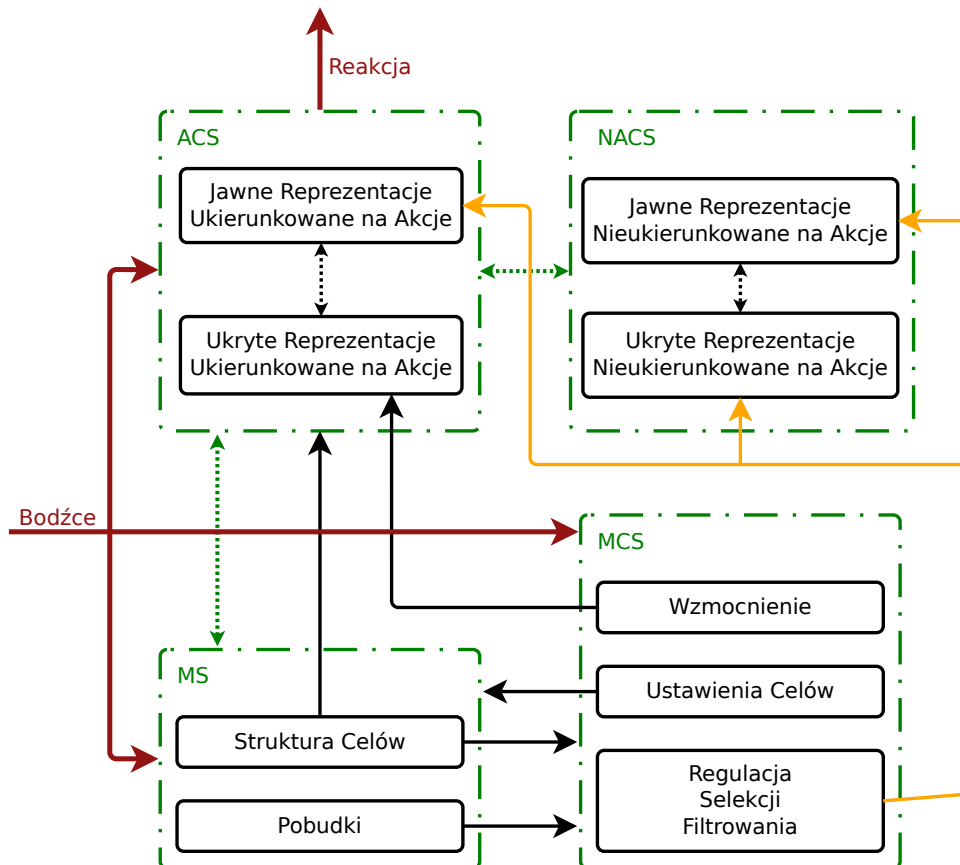 Reakcja
ACS
Jawne Reprezentacje
Ukierunkowane na Akcje
Ukryte Reprezentacje
Ukierunkowane na Akcje
NACS
Jawne Reprezentacje
Nieukierunkowane na Akcje
Ukryte Reprezentacje
Nieukierunkowane na Akcje
Bodźce
MCS
Wzmocnienie
Ustawienia Celów
Regulacja
Selekcji
Filtrowania
MS
Struktura Celów
Pobudki